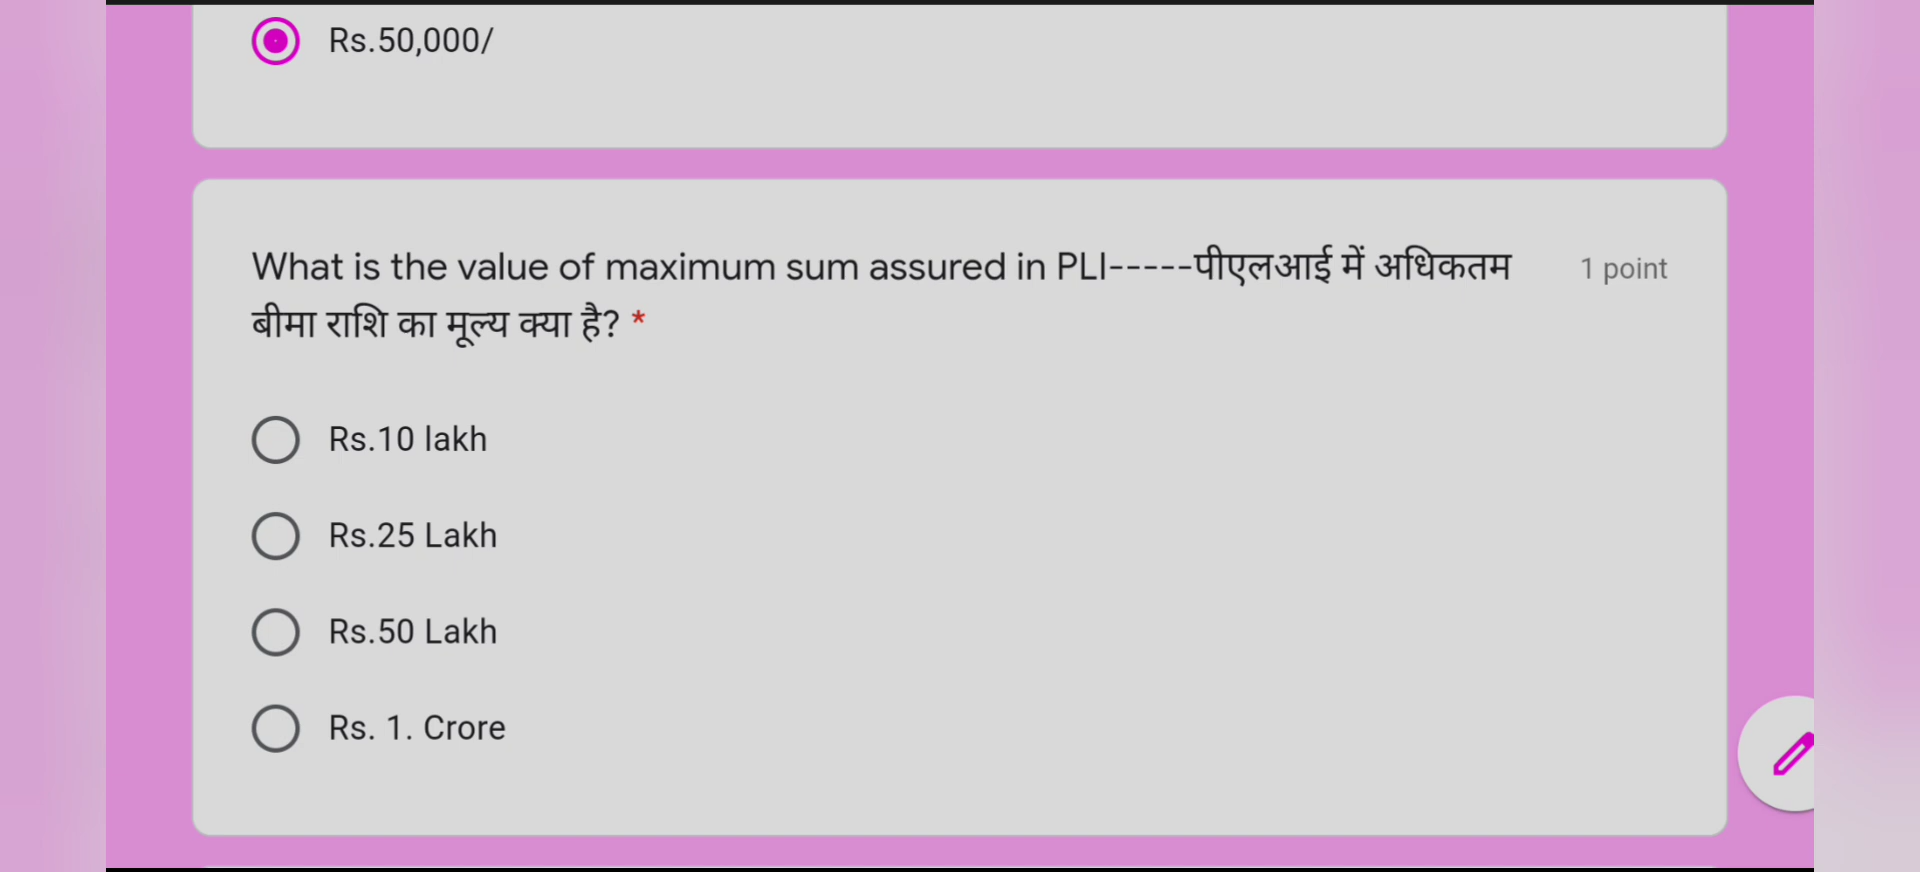 Rs.50,000/
What is the value of maximum sum assured in PLI-----पीएलआई में अधिकतम
1 point
बीमा राशि का मूल्य क्या है? *
Rs.10 lakh
Rs.25 Lakh
Rs.50 Lakh
Rs. 1. Crore